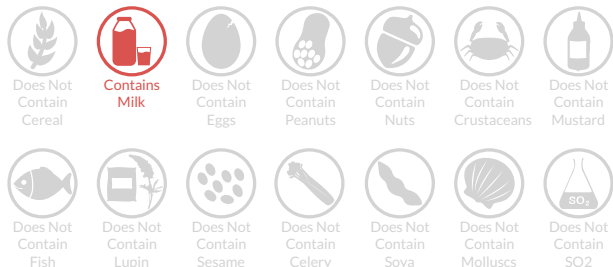 Does Not Contain Cereal
Contains Milk
Does Not Contain Eggs
Does Not Contain Peanuts
Does Not Contain Nuts
Does Not Contain Crustaceans
Does Not Contain Mustard
SO₂
Does Not Contain Fish
Does Not Contain Lupin
Does Not Contain Sesame
Does Not Contain Celery
Does Not Contain Soya
Does Not Contain Molluscs
Does Not Contain SO2